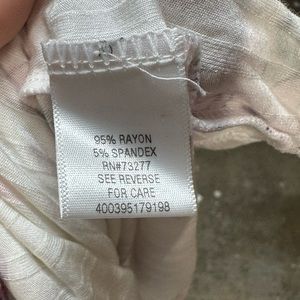 95% RAYON
5% SPANDEX
RN#73277
SEE REVERSE
FOR CARE
400395179198